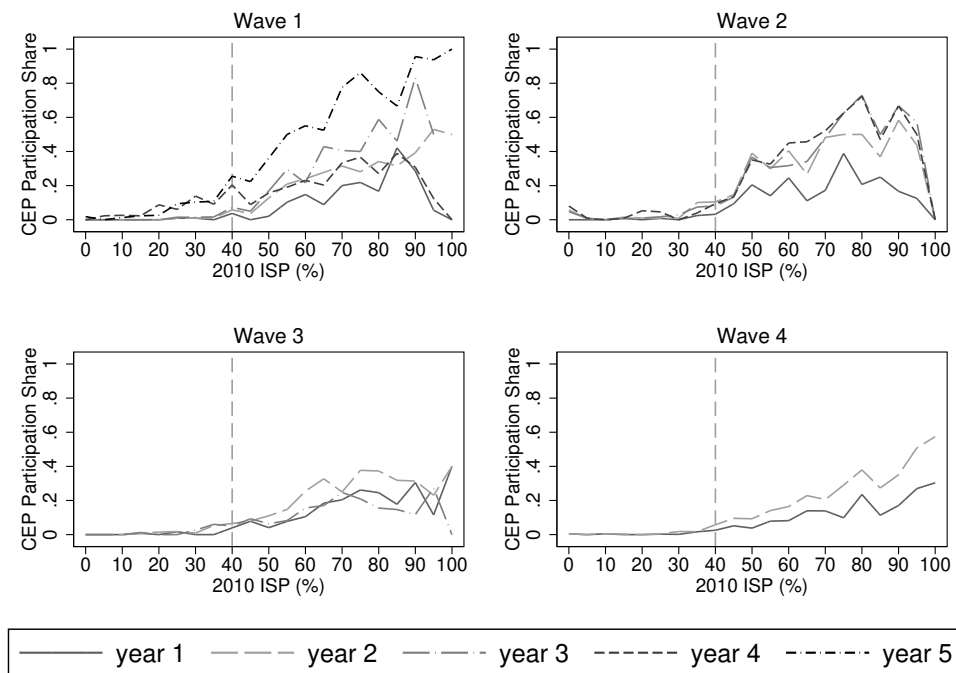 Wave 1
CEP Participation Share
0 .2 .4 .6 .8 1
0 10 20 30 40 50 60 70 80 90 100
2010 ISP (%)
Wave 2
CEP Participation Share
0 .2 .4 .6 .8 1
0 10 20 30 40 50 60 70 80 90 100
2010 ISP (%)
Wave 3
CEP Participation Share
0 .2 .4 .6 .8 1
0 10 20 30 40 50 60 70 80 90 100
2010 ISP (%)
Wave 4
CEP Participation Share
0 .2 .4 .6 .8 1
0 10 20 30 40 50 60 70 80 90 100
2010 ISP (%)
year 1 year 2 year 3 year 4 year 5